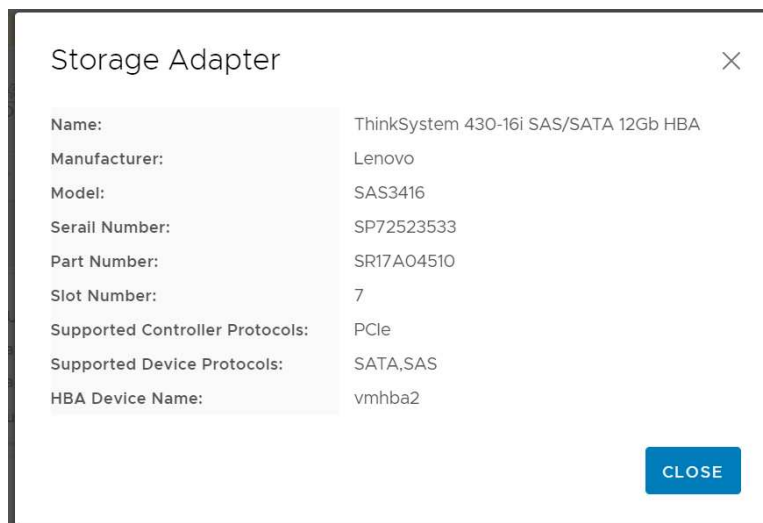 Storage Adapter
Name: ThinkSystem 430-16i SAS/SATA 12Gb HBA
Manufacturer: Lenovo
Model: SAS3416
Serail Number: SP72523533
Part Number: SR17A04510
Slot Number: 7
Supported Controller Protocols: PCIe
Supported Device Protocols: SATA,SAS
HBA Device Name: vmhba2
CLOSE